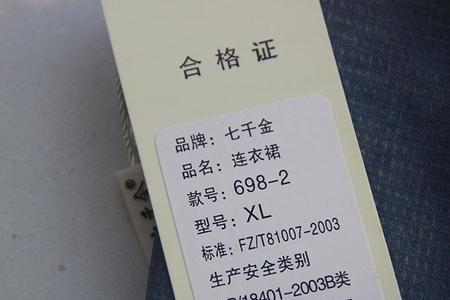 合格证
品牌: 七千金
品名: 连衣裙
款号: 698-2
型号: XL
标准: FZ/T81007-2003
生产安全类别
/18401-2003B类